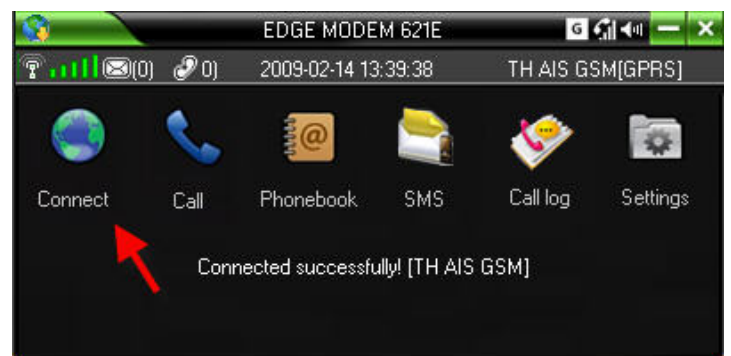 EDGE MODEM 621E G
(0) 0) 2009-02-14 13:39:38 TH AIS GSM[GPRS]
Connect Call Phonebook SMS Call log Settings
Connected successfully! [TH AIS GSM]